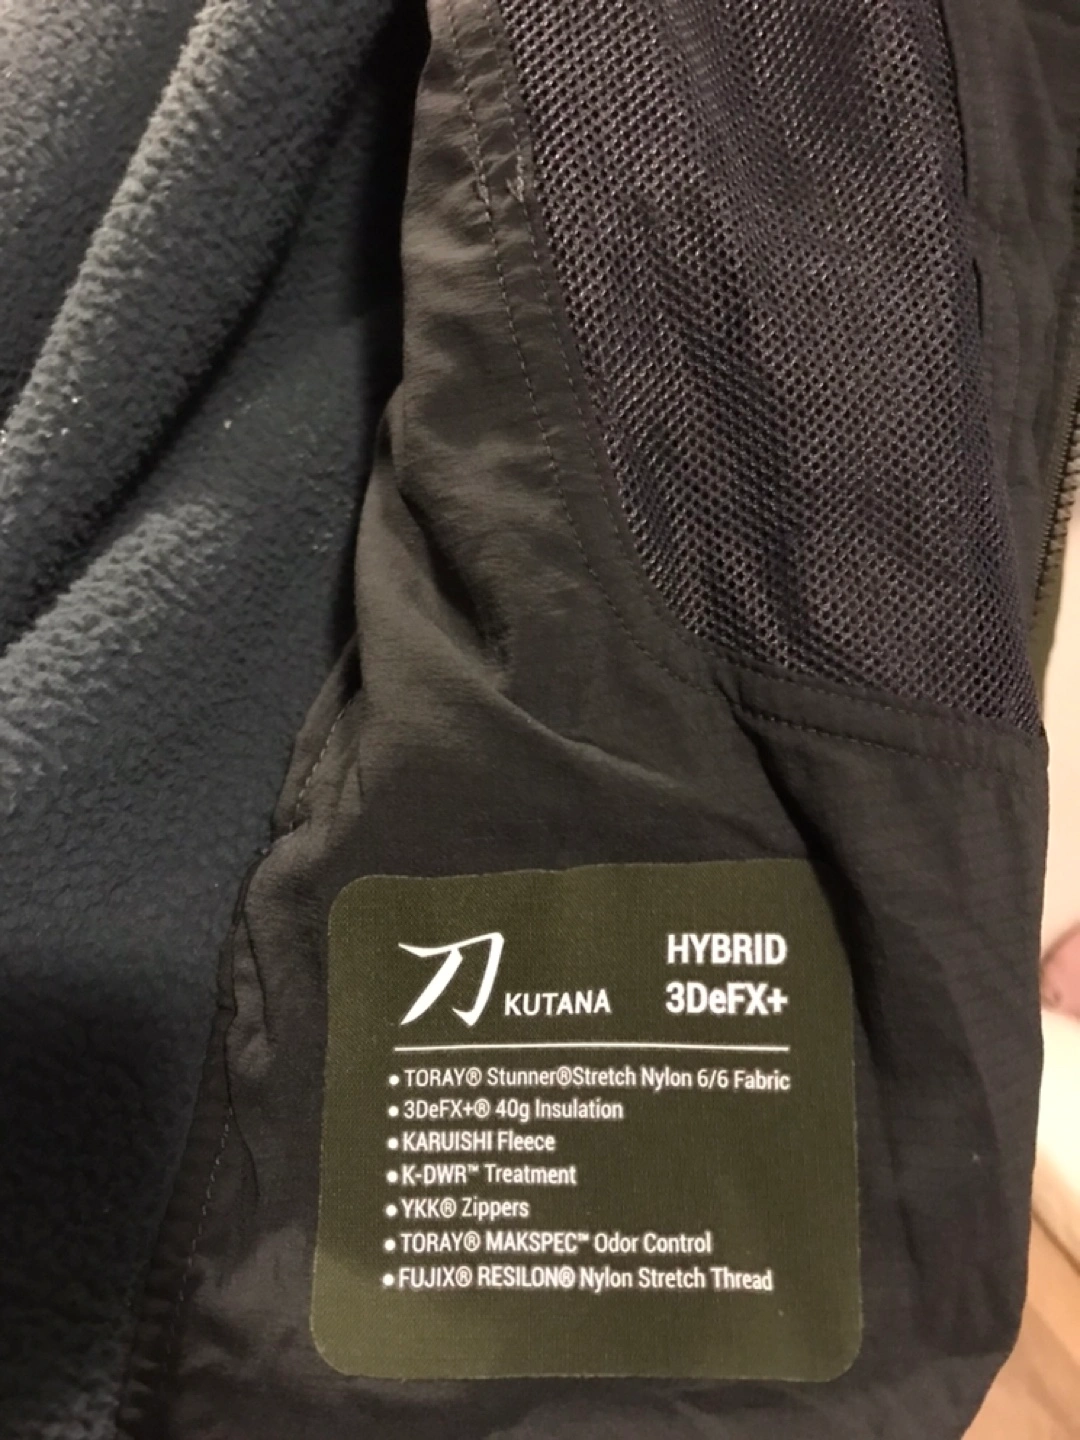 刀 KUTANA
HYBRID
3DeFX+
● TORAY® Stunner®Stretch Nylon 6/6 Fabric
● 3DeFX+® 40g Insulation
● KARUISHI Fleece
● K-DWR™ Treatment
● YKK® Zippers
● TORAY® MAKSPEC™ Odor Control
● FUJIX® RESILON® Nylon Stretch Thread